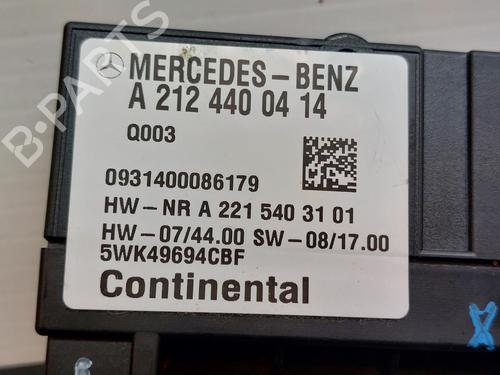 MERCEDES-BENZ
A 212 440 04 14
Q003
0931400086179
HW-NR A 221 540 31 01
HW-07/44.00 SW-08/17.00
5WK49694CBF
Continental
B-PARTS
X